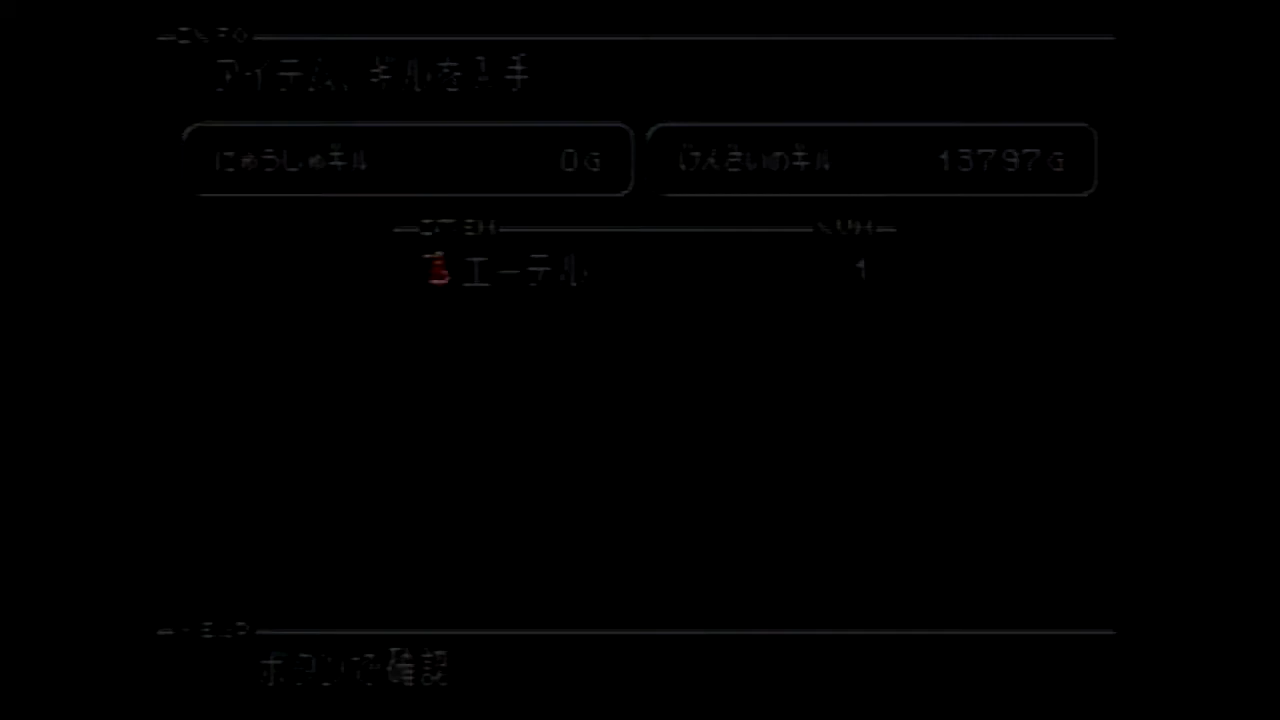 INFO
アイテム、ギルを入手
にゅうしゅギル 0G
げんざいのギル 13797G
ITEM NUM
エーテル 1
HELP
ボタンで確認